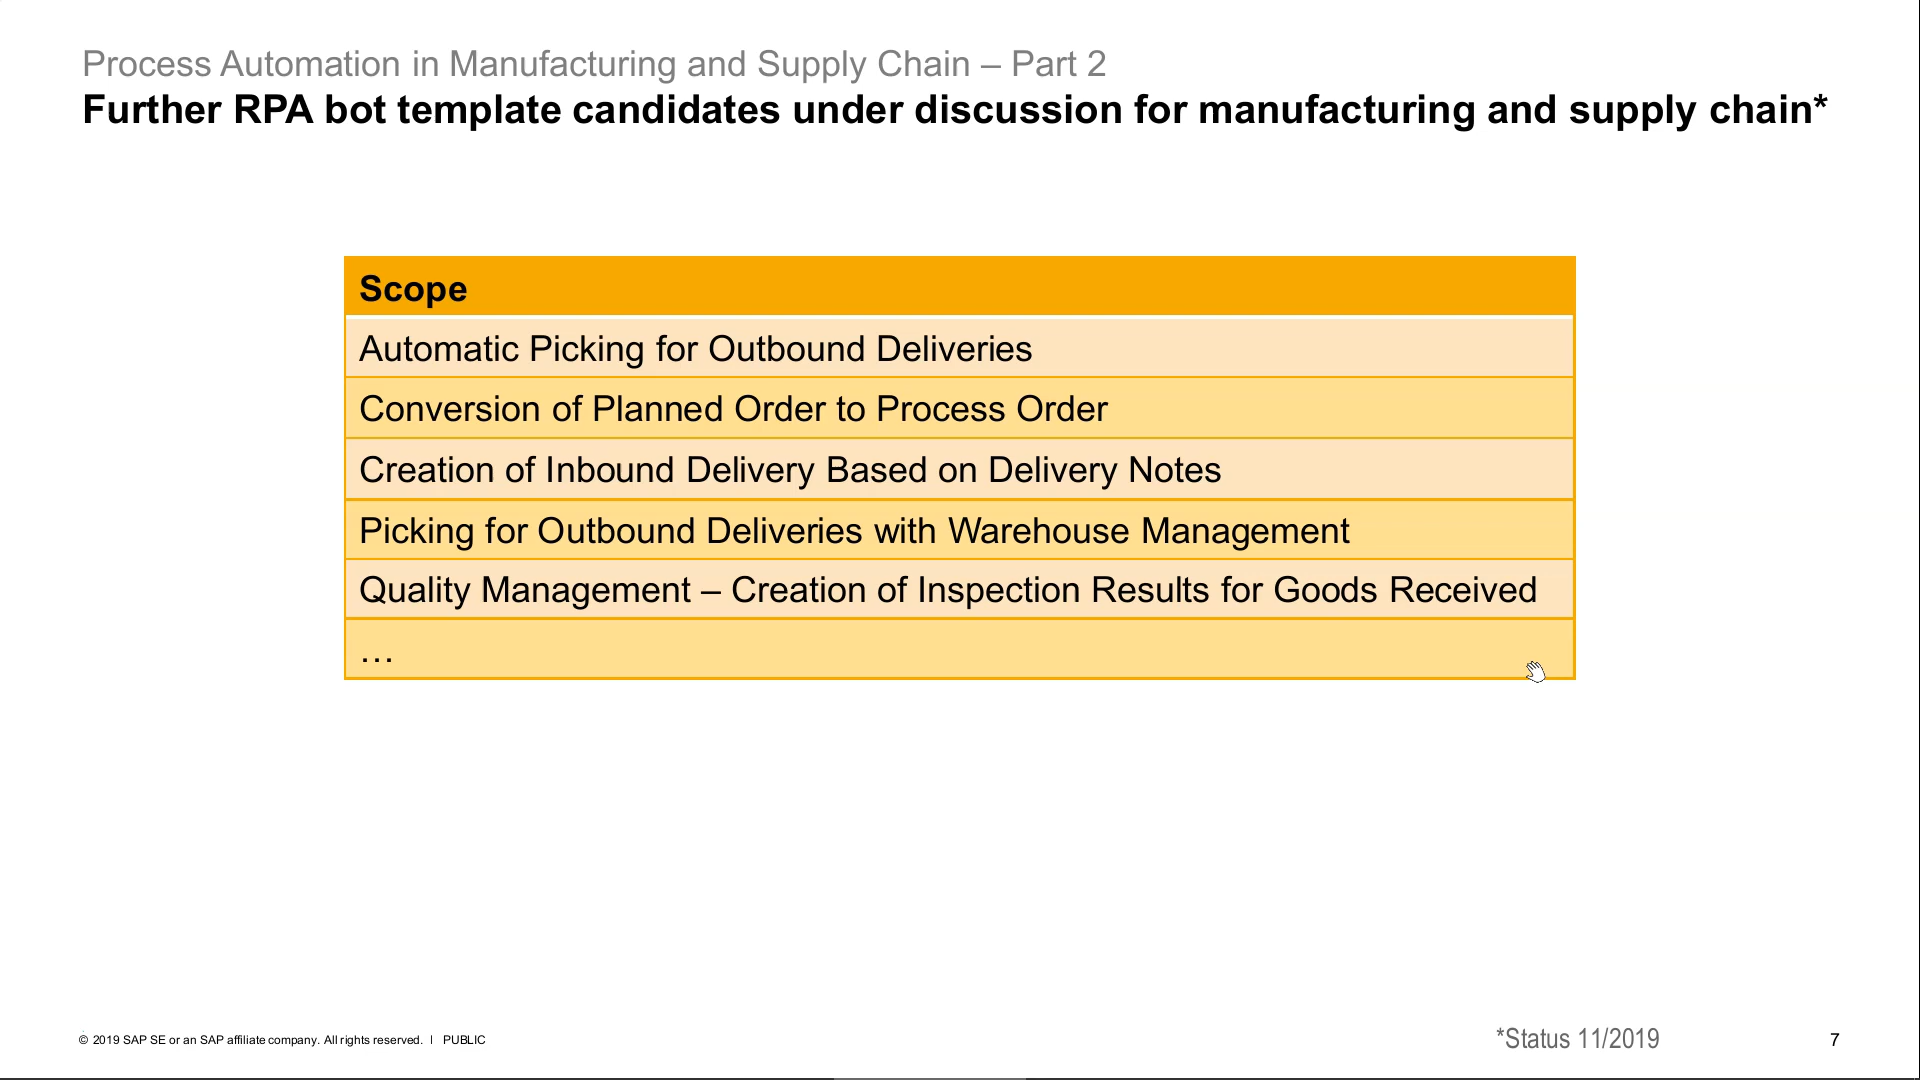 Process Automation in Manufacturing and Supply Chain – Part 2
Further RPA bot template candidates under discussion for manufacturing and supply chain*
Scope
Automatic Picking for Outbound Deliveries
Conversion of Planned Order to Process Order
Creation of Inbound Delivery Based on Delivery Notes
Picking for Outbound Deliveries with Warehouse Management
Quality Management – Creation of Inspection Results for Goods Received
…
© 2019 SAP SE or an SAP affiliate company. All rights reserved. | PUBLIC
*Status 11/2019
7